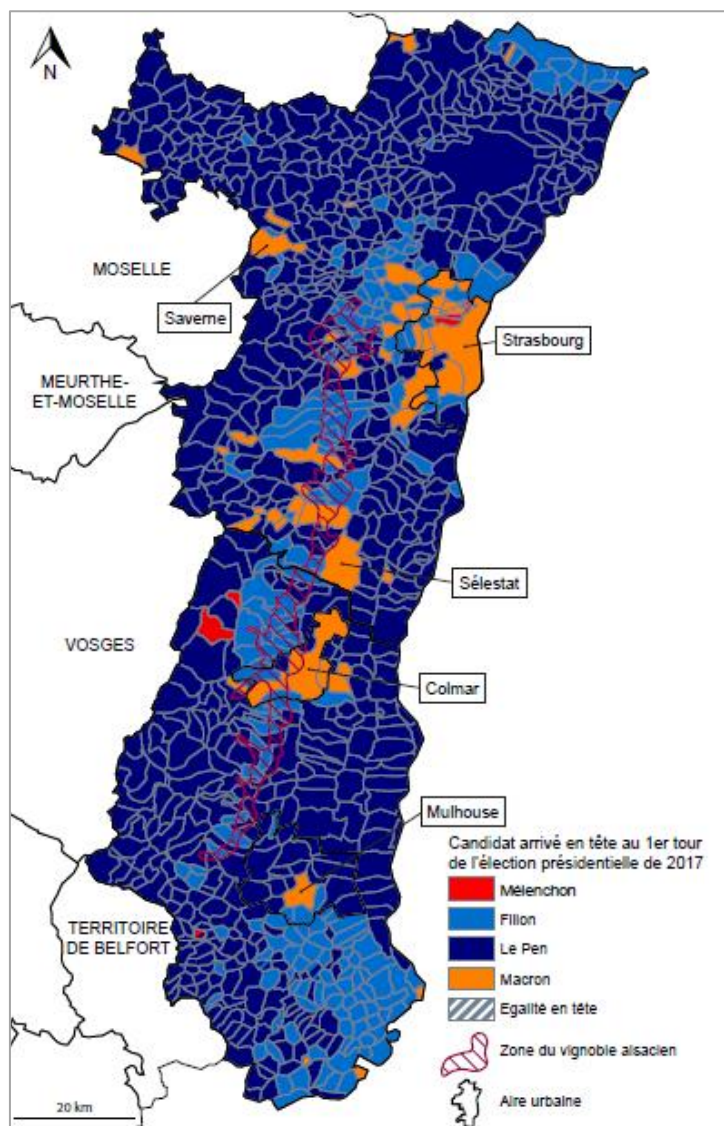 N
MOSELLE
Saverne
Strasbourg
MEURTHE-
ET-MOSELLE
Sélestat
VOSGES
Colmar
Mulhouse
Candidat arrivé en tête au 1er tour
de l'élection présidentielle de 2017
Mélenchon
Fillon
Le Pen
Macron
Egalité en tête
Zone du vignoble alsacien
Aire urbaine
TERRITOIRE
DE BELFORT
20 km